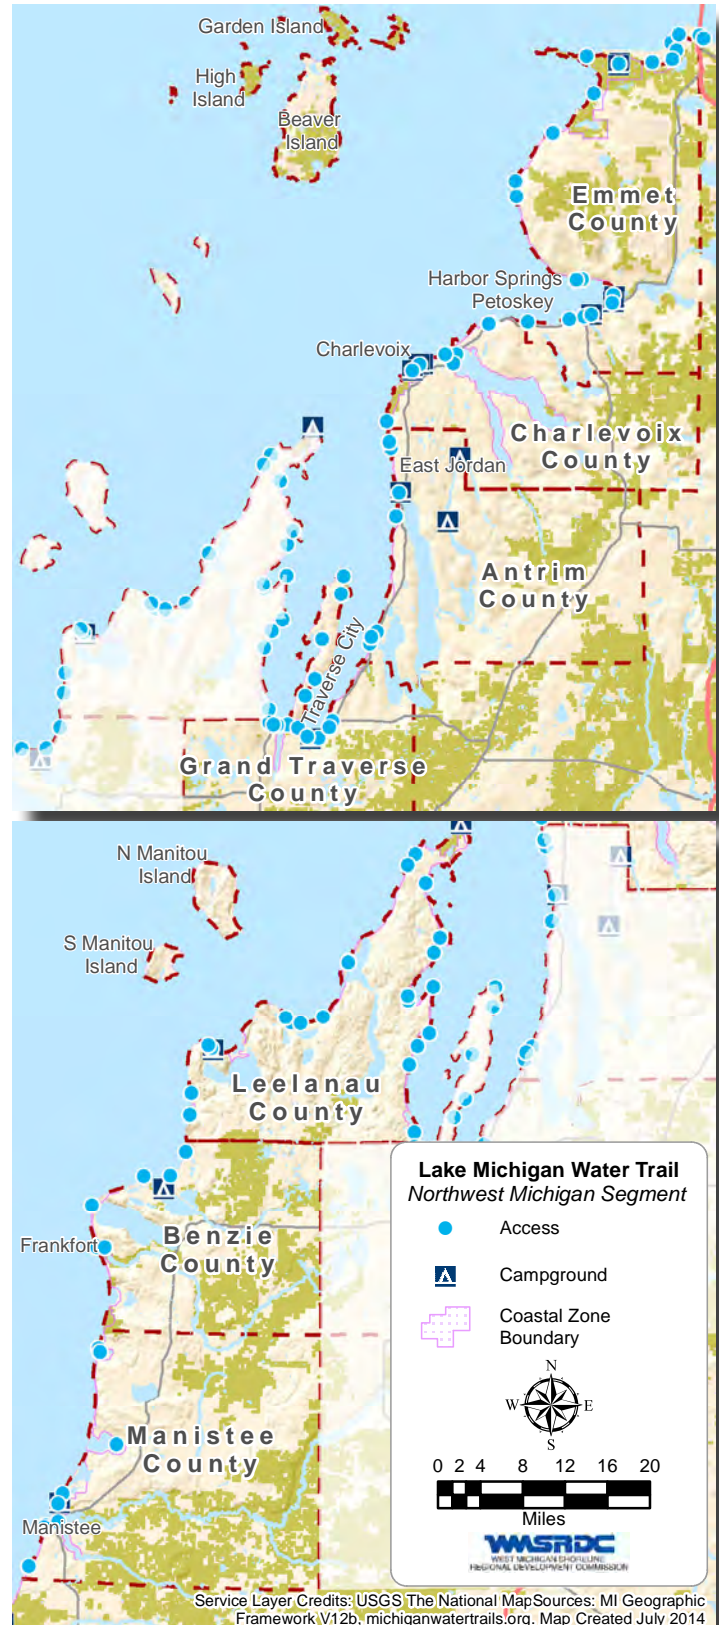 Garden Island
High
Island
Beaver
Island
Emmet
County
Harbor Springs
Petoskey
Charlevoix
Charlevoix
County
East Jordan
Antrim
County
Traverse City
Grand Traverse
County
N Manitou
Island
S Manitou
Island
Leelanau
County
Lake Michigan Water Trail
Northwest Michigan Segment
Access
Campground
Coastal Zone
Boundary
N
W E
S
0 2 4 8 12 16 20
Miles
WMSRDC
WEST MICHIGAN SHORELINE
REGIONAL DEVELOPMENT COMMISSION
Benzie
County
Frankfort
Manistee
County
Manistee
Service Layer Credits: USGS The National MapSources: MI Geographic
Framework V12b, michiganwatertrails.org. Map Created July 2014